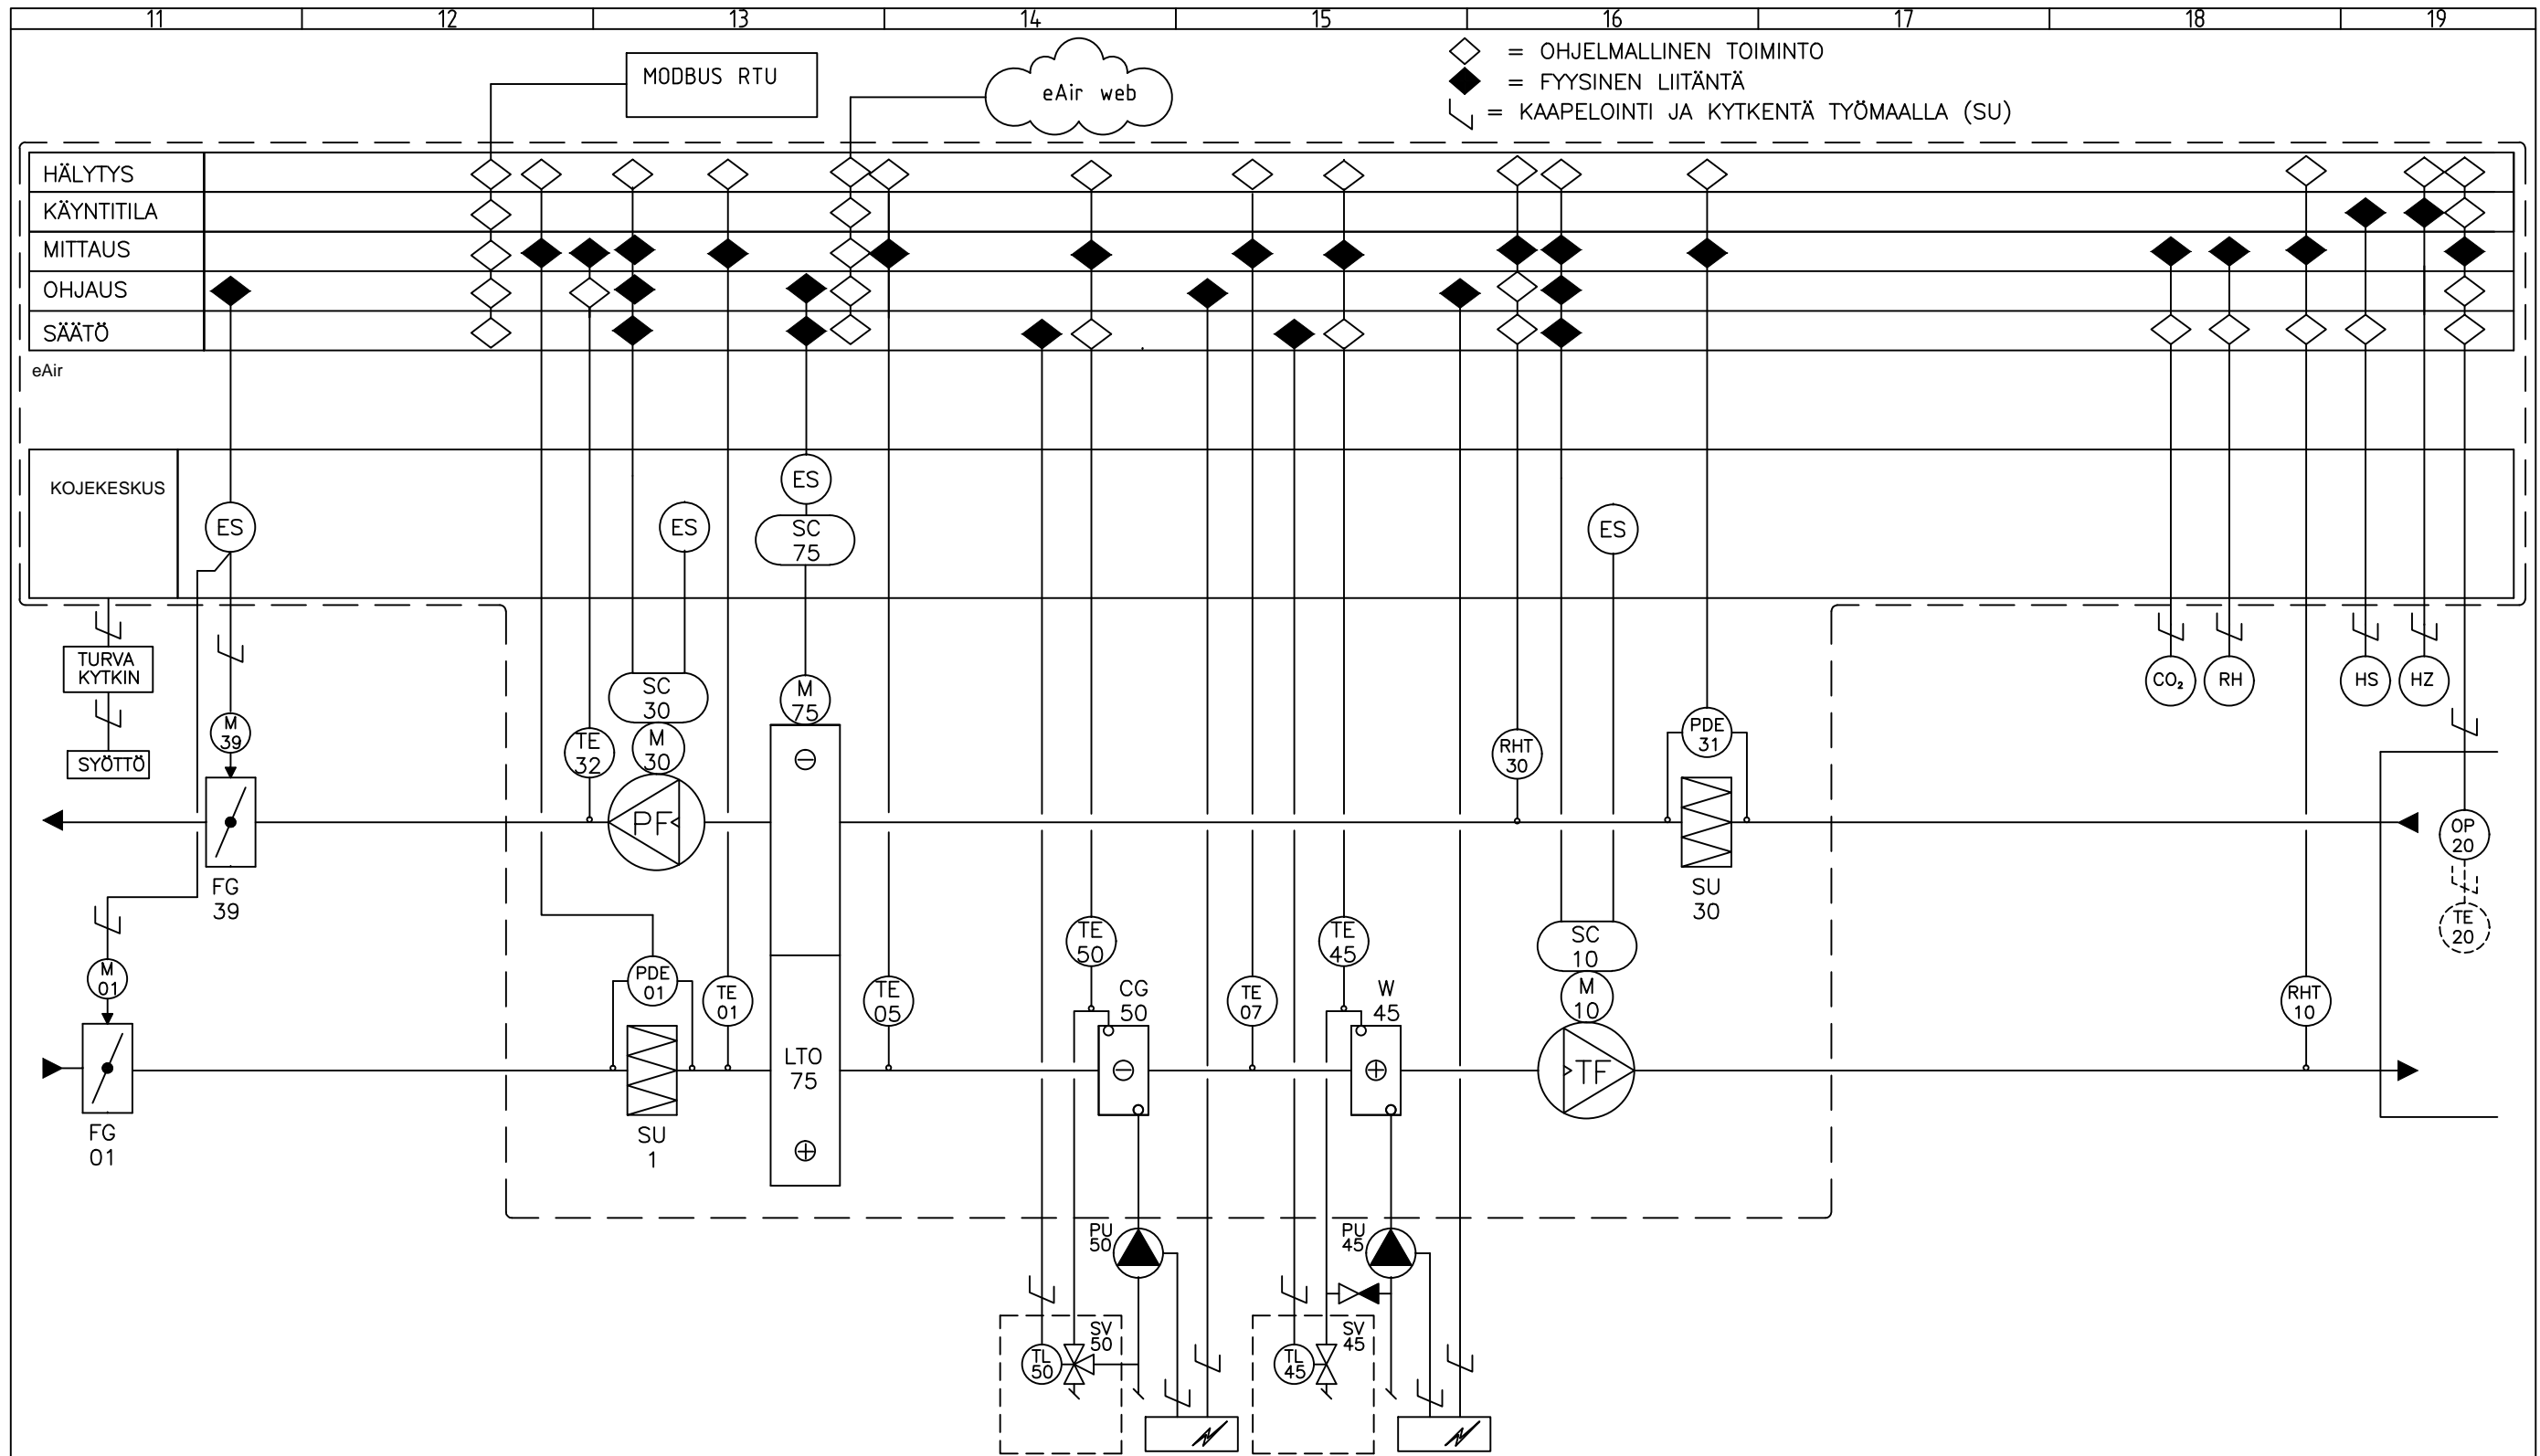 11 12 13 14 15 16 17 18 19
= OHJELMALLINEN TOIMINTO
MODBUS RTU
= FYYSINEN LIITÄNTÄ
eAir web
= KAAPELOINTI JA KYTKENTÄ TYÖMAALLA (SU)
HÄLYTYS
KÄYNTITILA
MITTAUS
OHJAUS
SÄÄTÖ
eAir
KOJEKESKUS
ES
ES
ES
ES
SC
75
TURVA
KYTKIN
SYÖTTÖ
M
39
SC
30
M
30
TE
32
M
75
RHT
30
PDE
31
CO₂
RH
HS
HZ
PF
OP
20
TE
20
FG
39
SU
30
M
01
PDE
01
TE
01
TE
05
TE
50
CG
50
TE
07
TE
45
W
45
SC
10
M
10
RHT
10
LTO
75
TF
FG
01
SU
1
PU
50
PU
45
SV
50
TL
50
SV
45
TL
45